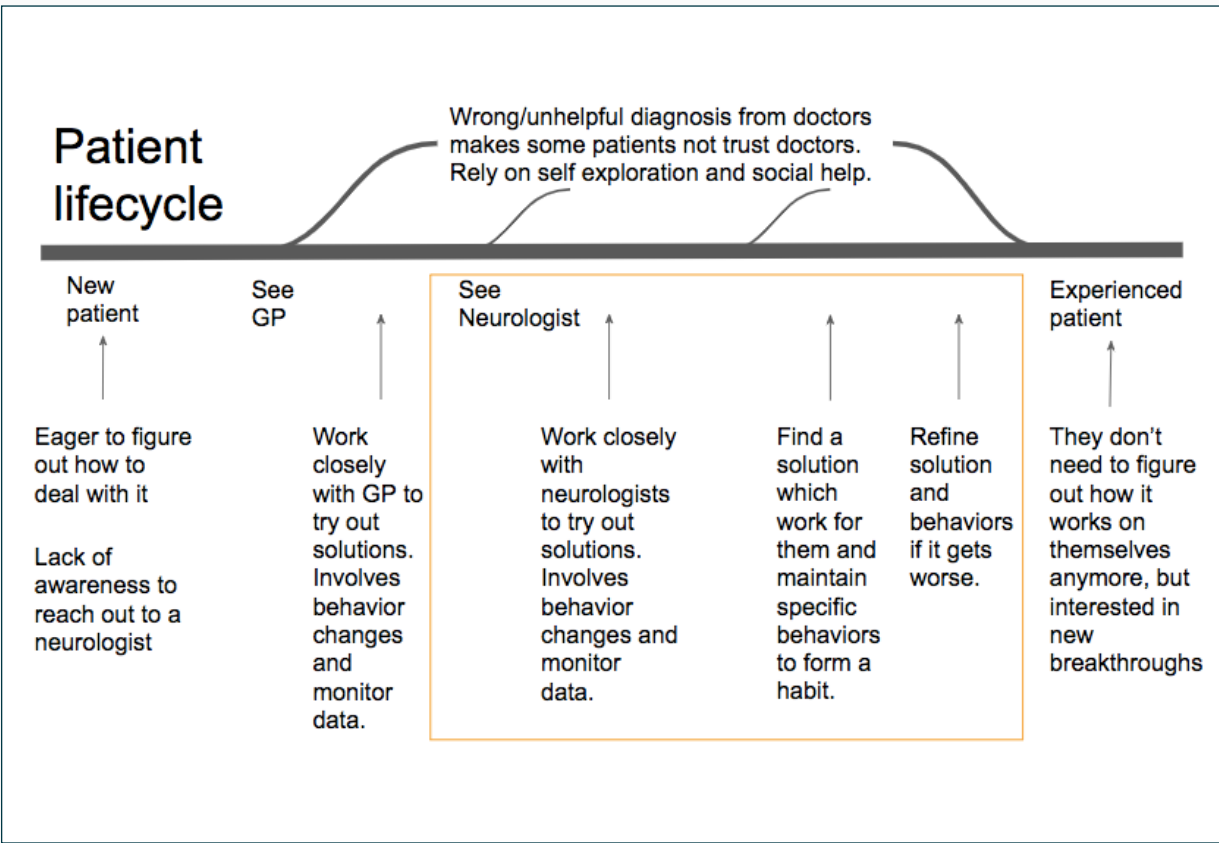 Patient
lifecycle
Wrong/unhelpful diagnosis from doctors
makes some patients not trust doctors.
Rely on self exploration and social help.
New
patient
See
GP
See
Neurologist
Experienced
patient
Eager to figure
out how to
deal with it
Lack of
awareness to
reach out to a
neurologist
Work
closely
with GP to
try out
solutions.
Involves
behavior
changes
and
monitor
data.
Work closely
with
neurologists
to try out
solutions.
Involves
behavior
changes and
monitor
data.
Find a
solution
which
work for
them and
maintain
specific
behaviors
to form a
habit.
Refine
solution
and
behaviors
if it gets
worse.
They don't
need to figure
out how it
works on
themselves
anymore, but
interested in
new
breakthroughs